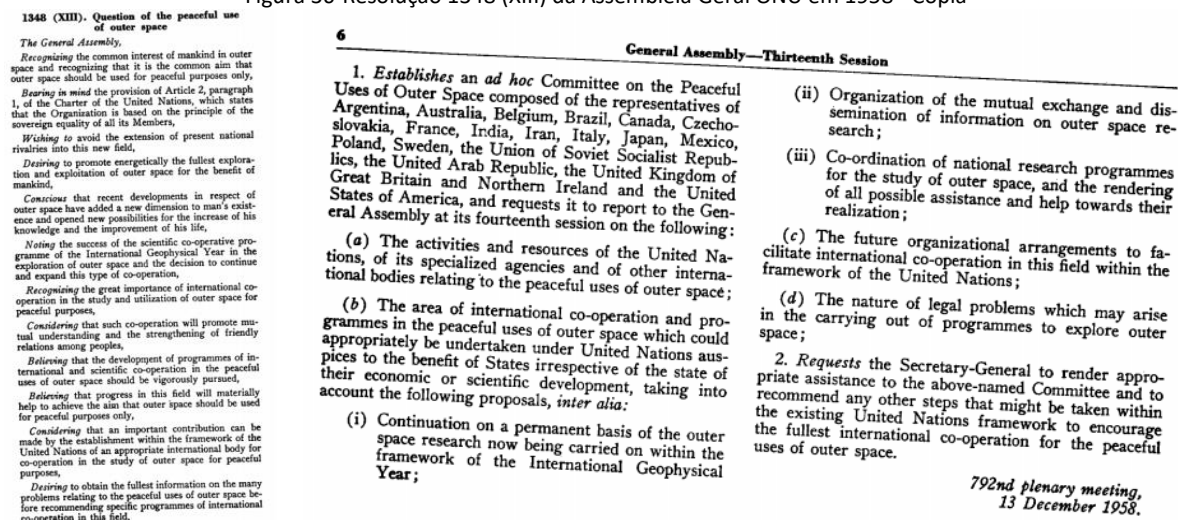 Figura 50 Resolução 1348 (XIII) da Assembleia Geral ONU em 1958 - Cópia
1348 (XIII). Question of the peaceful use
of outer space
The General Assembly,
Recognizing the common interest of mankind in outer
space and recognizing that it is the common aim that
outer space should be used for peaceful purposes only,
Bearing in mind the provision of Article 2, paragraph
1, of the Charter of the United Nations, which states
that the Organization is based on the principle of the
sovereign equality of all its Members,
Wishing to avoid the extension of present national
rivalries into this new field,
Desiring to promote energetically the fullest explora-
tion and exploitation of outer space for the benefit of
mankind,
Conscious that recent developments in respect of
outer space have added a new dimension to man's exist-
ence and opened new possibilities for the increase of his
knowledge and the improvement of his life,
Noting the success of the scientific co-operative pro-
gramme of the International Geophysical Year in the
exploration of outer space and the decision to continue
and expand this type of co-operation,
Recognizing the great importance of international co-
operation in the study and utilization of outer space for
peaceful purposes,
Considering that such co-operation will promote mu-
tual understanding and the strengthening of friendly
relations among peoples,
Believing that the development of programmes of in-
ternational and scientific co-operation in the peaceful
uses of outer space should be vigorously pursued,
Believing that progress in this field will materially
help to achieve the aim that outer space should be used
for peaceful purposes only,
Considering that an important contribution can be
made by the establishment within the framework of the
United Nations of an appropriate international body for
co-operation in the study of outer space for peaceful
purposes,
Desiring to obtain the fullest information on the many
problems relating to the peaceful uses of outer space be-
fore recommending specific programmes of international
co-operation in this field,
6
General Assembly—Thirteenth Session
1. Establishes an ad hoc Committee on the Peaceful
Uses of Outer Space composed of the representatives of
Argentina, Australia, Belgium, Brazil, Canada, Czecho-
slovakia, France, India, Iran, Italy, Japan, Mexico,
Poland, Sweden, the Union of Soviet Socialist Repub-
lics, the United Arab Republic, the United Kingdom of
Great Britain and Northern Ireland and the United
States of America, and requests it to report to the Gen-
eral Assembly at its fourteenth session on the following:
(a) The activities and resources of the United Na-
tions, of its specialized agencies and of other interna-
tional bodies relating to the peaceful uses of outer space;
(b) The area of international co-operation and pro-
grammes in the peaceful uses of outer space which could
appropriately be undertaken under United Nations aus-
pices to the benefit of States irrespective of the state of
their economic or scientific development, taking into
account the following proposals, inter alia:
(i) Continuation on a permanent basis of the outer
space research now being carried on within the
framework of the International Geophysical
Year;
(ii) Organization of the mutual exchange and dis-
semination of information on outer space re-
search;
(iii) Co-ordination of national research programmes
for the study of outer space, and the rendering
of all possible assistance and help towards their
realization;
(c) The future organizational arrangements to fa-
cilitate international co-operation in this field within the
framework of the United Nations;
(d) The nature of legal problems which may arise
in the carrying out of programmes to explore outer
space;
2. Requests the Secretary-General to render appro-
priate assistance to the above-named Committee and to
recommend any other steps that might be taken within
the existing United Nations framework to encourage
the fullest international co-operation for the peaceful
uses of outer space.
792nd plenary meeting,
13 December 1958.